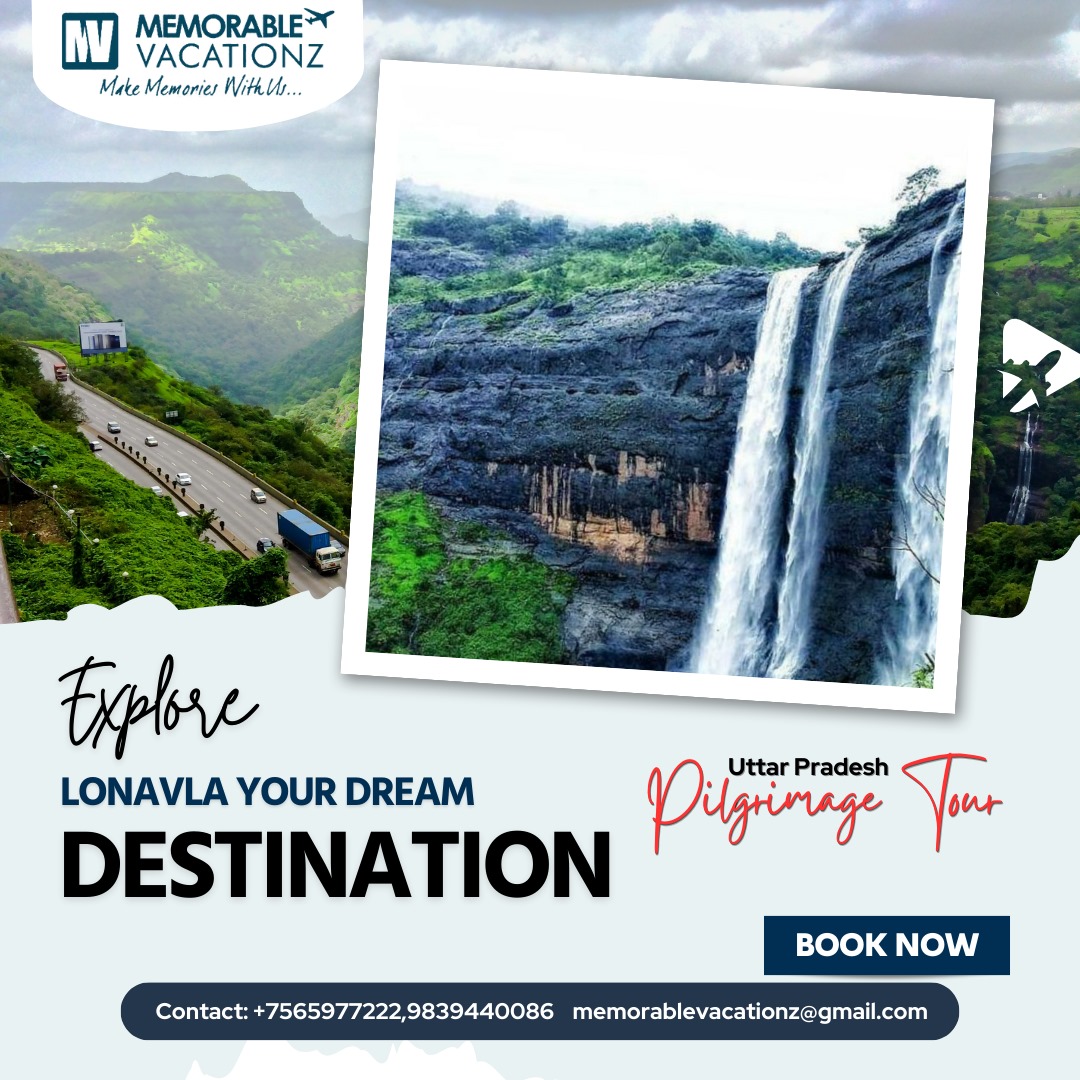 MV MEMORABLE
VACATIONZ
Make Memories With Us...
Explore
LONAVLA YOUR DREAM
DESTINATION
Uttar Pradesh
Pilgrimage Tour
BOOK NOW
Contact: +7565977222,9839440086 memorablevacationz@gmail.com